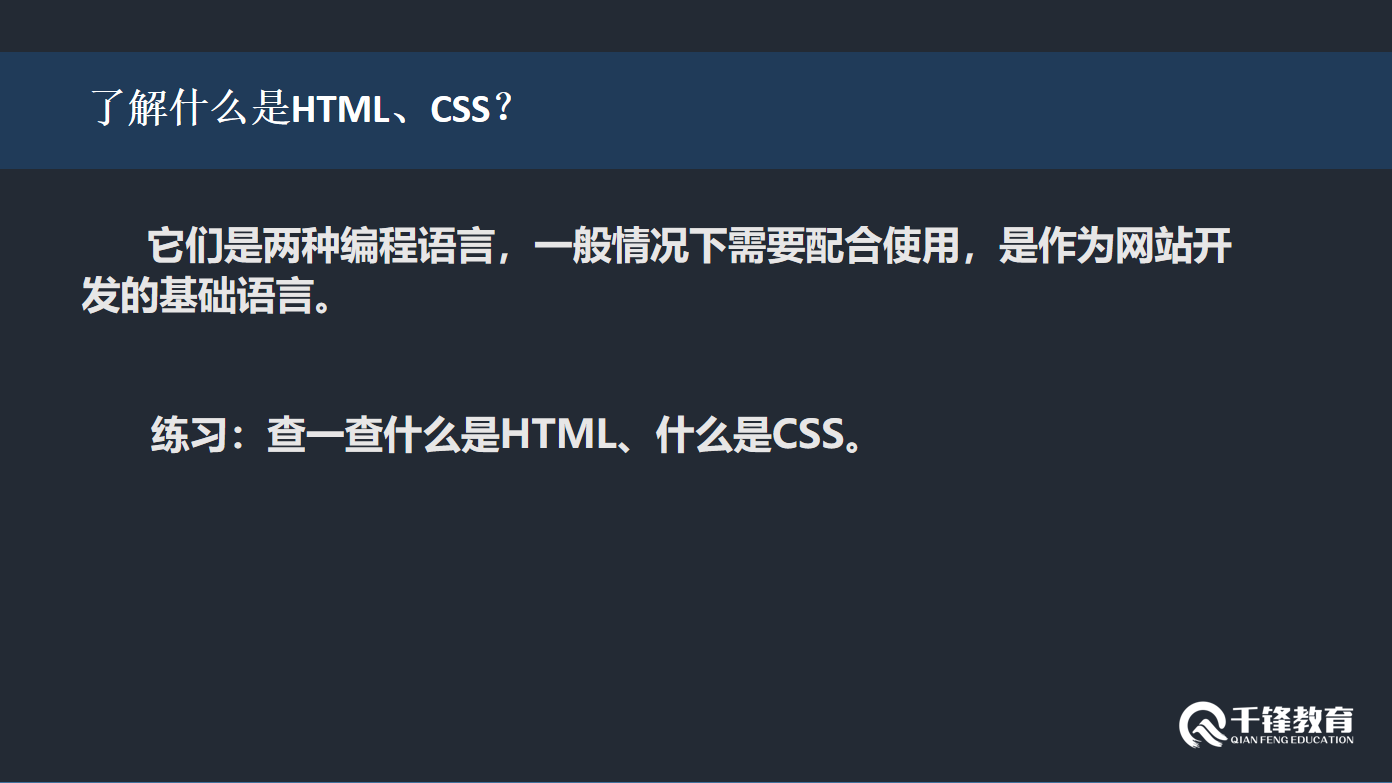 了解什么是HTML、CSS？
它们是两种编程语言，一般情况下需要配合使用，是作为网站开
发的基础语言。
练习：查一查什么是HTML、什么是CSS。
千锋教育
QIAN FENG EDUCATION